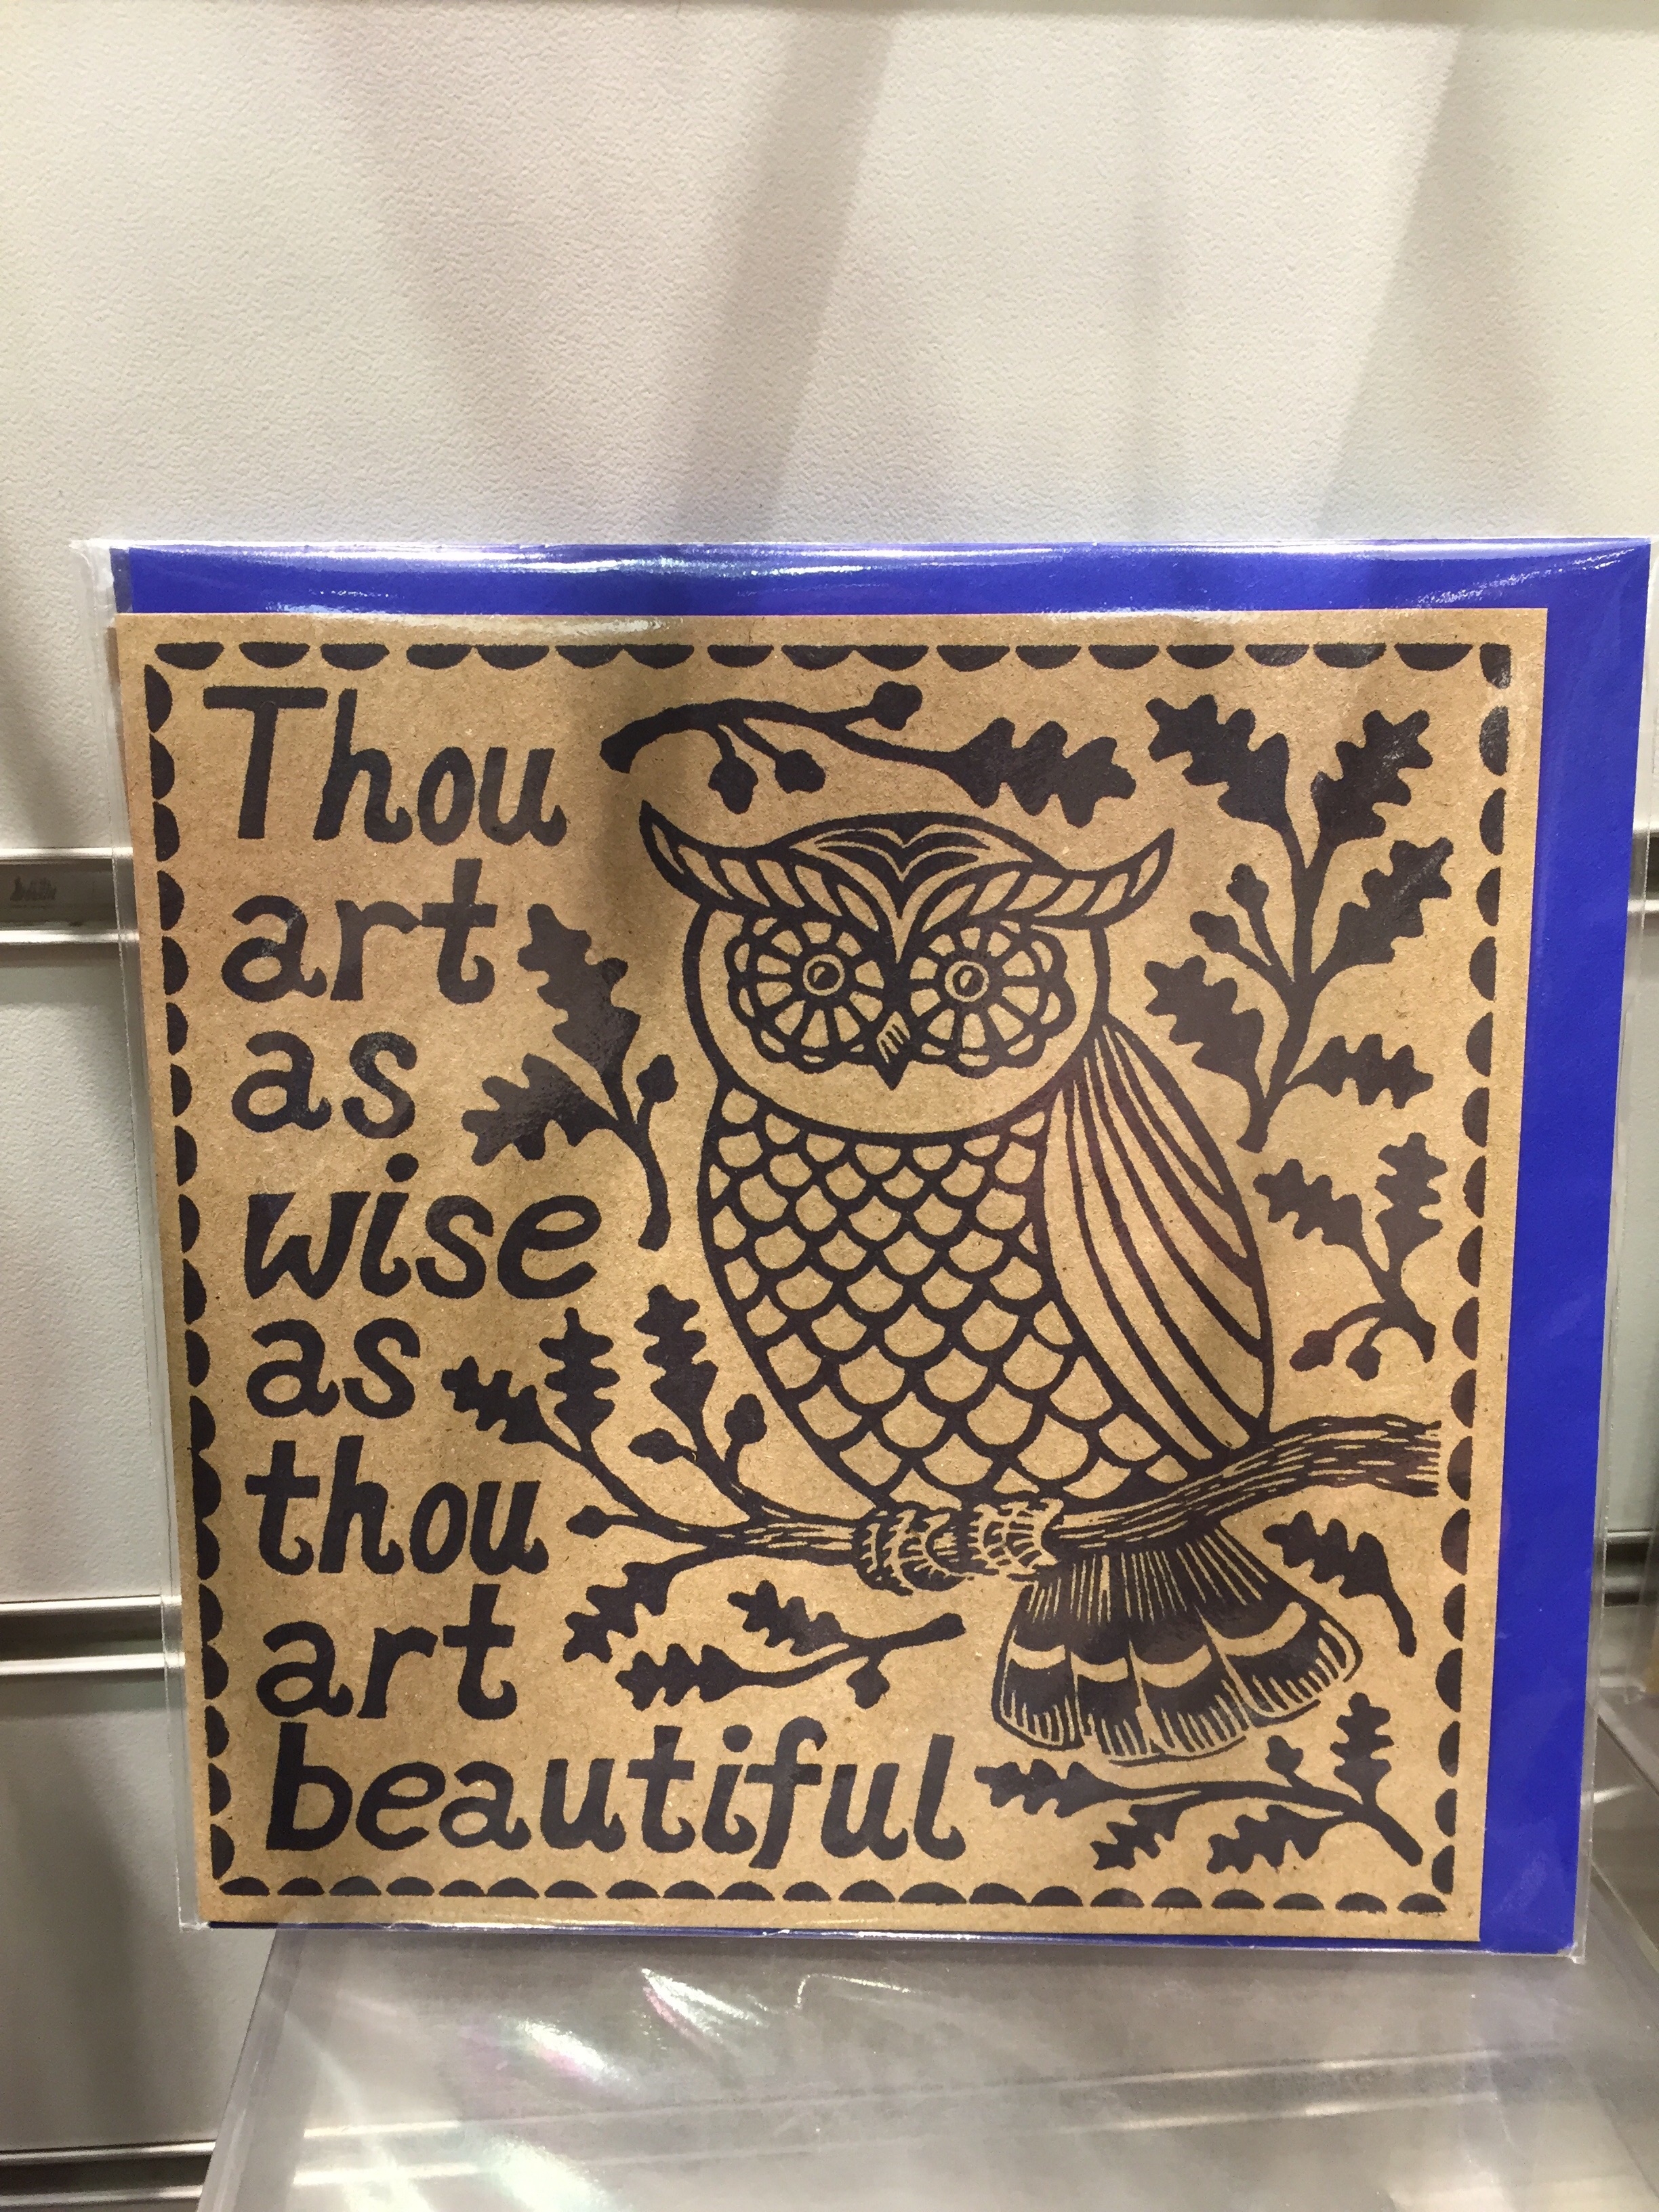 Thou
art
as
wise
as
thou
art
beautiful